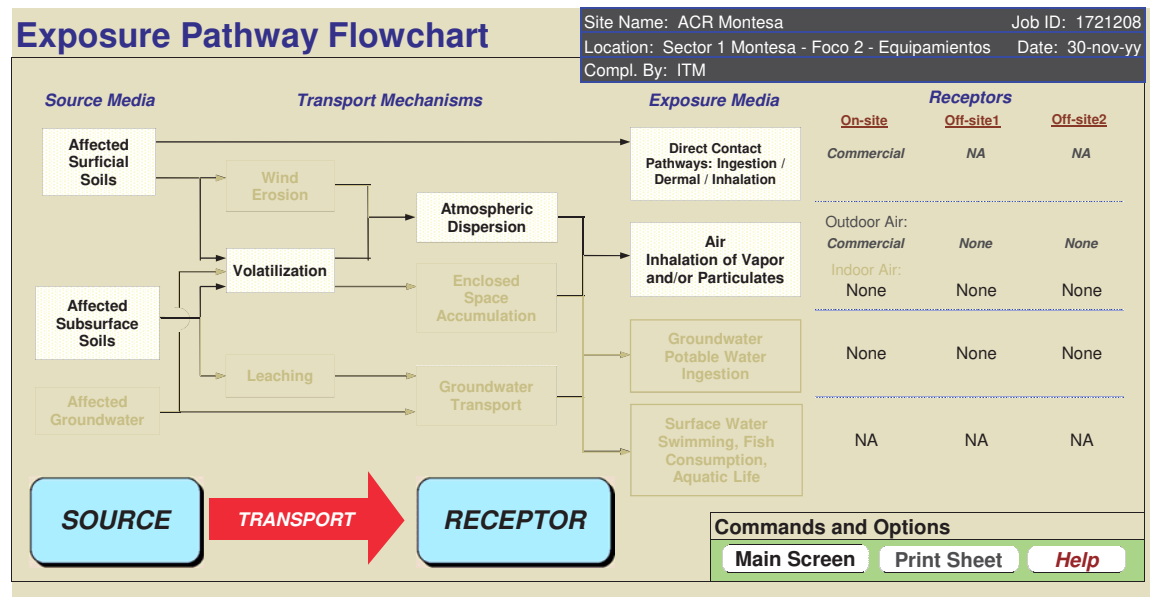 Exposure Pathway Flowchart
Site Name: ACR Montesa Job ID: 1721208
Location: Sector 1 Montesa - Foco 2 - Equipamientos Date: 30-nov-yy
Compl. By: ITM
Source Media
Transport Mechanisms
Exposure Media
Receptors
On-site Off-site1 Off-site2
Affected
Surficial
Soils
Wind
Erosion
Volatilization
Affected
Subsurface
Soils
Leaching
Affected
Groundwater
Atmospheric
Dispersion
Enclosed
Space
Accumulation
Groundwater
Transport
Direct Contact
Pathways: Ingestion /
Dermal / Inhalation
Commercial NA NA
Air
Inhalation of Vapor
and/or Particulates
Outdoor Air:
Commercial None None
Indoor Air:
None None None
Groundwater
Potable Water
Ingestion
None None None
Surface Water
Swimming, Fish
Consumption,
Aquatic Life
NA NA NA
SOURCE
TRANSPORT
RECEPTOR
Commands and Options
Main Screen Print Sheet Help